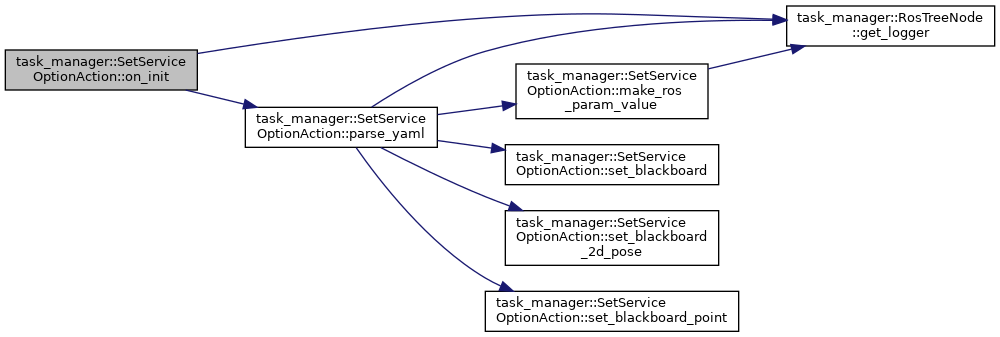 task_manager::SetService
OptionAction::on_init
task_manager::SetService
OptionAction::parse_yaml
task_manager::RosTreeNode
::get_logger
task_manager::SetService
OptionAction::make_ros
_param_value
task_manager::SetService
OptionAction::set_blackboard
task_manager::SetService
OptionAction::set_blackboard
_2d_pose
task_manager::SetService
OptionAction::set_blackboard_point